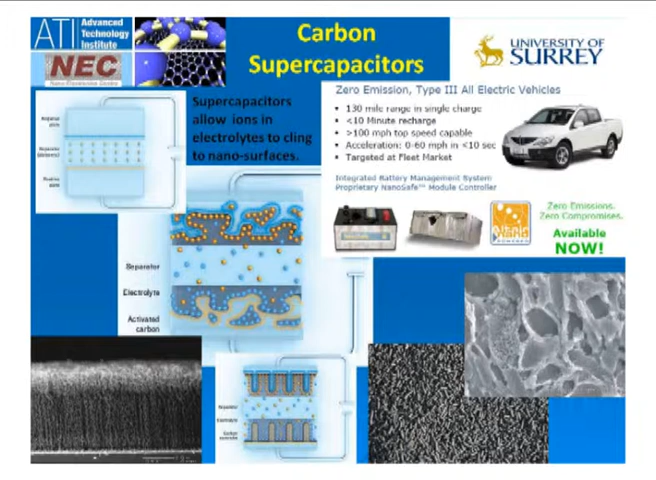 ATI Advanced
Technology
Institute
NEC
Carbon
Supercapacitors
UNIVERSITY OF
SURREY
Supercapacitors
allow ions in
electrolytes to cling
to nano-surfaces.
Zero Emission, Type III All Electric Vehicles
• 130 mile range in single charge
• <10 Minute recharge
• >100 mph top speed capable
• Acceleration: 0-60 mph in <10 sec
• Targeted at Fleet Market
Integrated Battery Management System
Proprietary NanoSafe™ Module Controller
Zero Emissions.
Zero Compromises.
Available
NOW!
Separator
Electrolyte
Activated
carbon